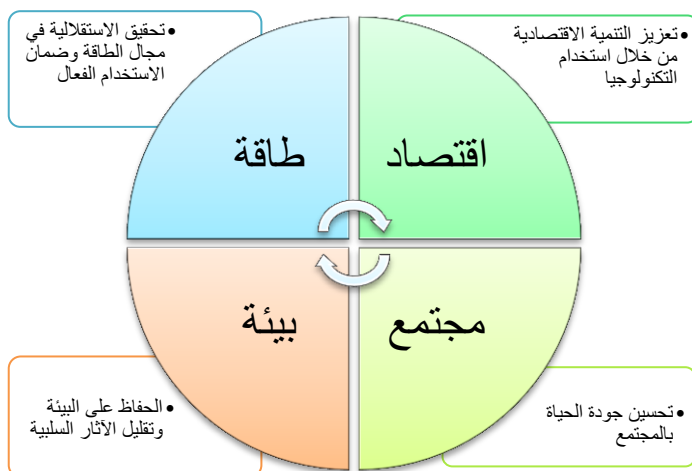 • تعزيز التنمية الاقتصادية
من خلال استخدام
التكنولوجيا
• تحقيق الاستقلالية في
مجال الطاقة وضمان
الاستخدام الفعال
اقتصاد
طاقة
مجتمع
بيئة
• تحسين جودة الحياة
بالمجتمع
• الحفاظ على البيئة
وتقليل الآثار السلبية